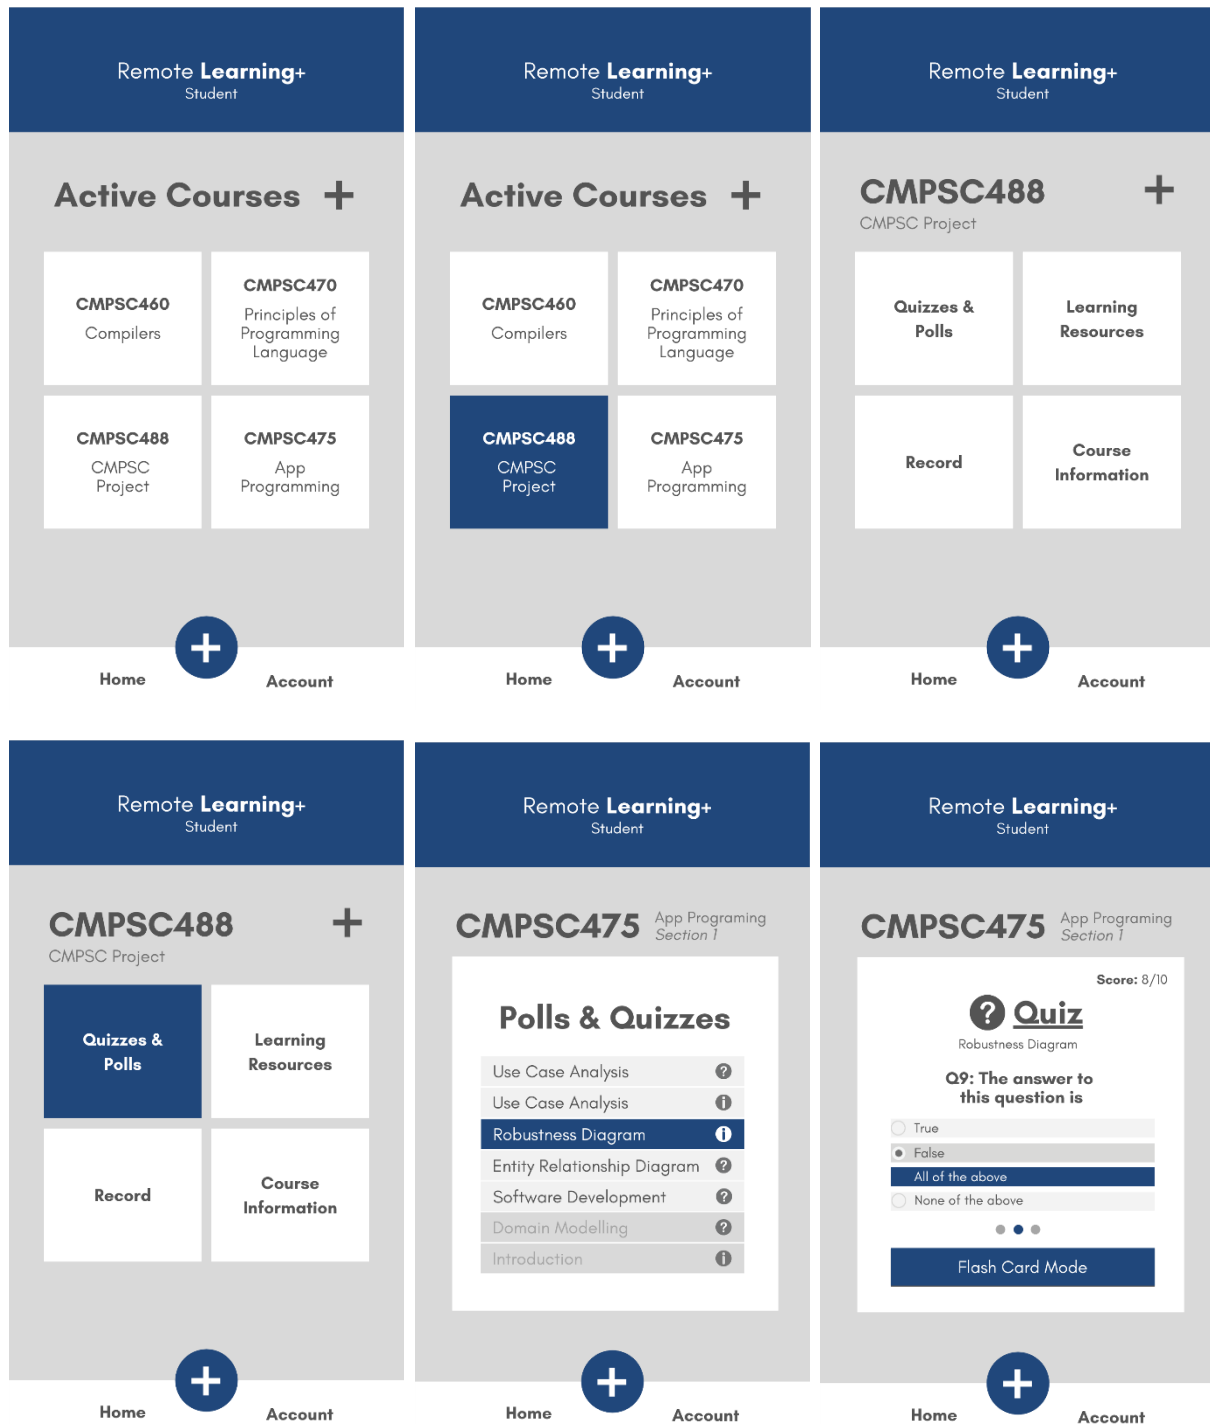 Remote Learning+
Student
Active Courses +
CMPSC460
Compilers
CMPSC470
Principles of
Programming
Language
CMPSC488
CMPSC
Project
CMPSC475
App
Programming
+
Home
Account
Remote Learning+
Student
Active Courses +
CMPSC460
Compilers
CMPSC470
Principles of
Programming
Language
CMPSC488
CMPSC
Project
CMPSC475
App
Programming
+
Home
Account
Remote Learning+
Student
CMPSC488 +
CMPSC Project
Quizzes &
Polls
Learning
Resources
Record
Course
Information
+
Home
Account
Remote Learning+
Student
CMPSC488 +
CMPSC Project
Quizzes &
Polls
Learning
Resources
Record
Course
Information
+
Home
Account
Remote Learning+
Student
CMPSC475
App Programing
Section 1
Polls & Quizzes
Use Case Analysis ?
Use Case Analysis i
Robustness Diagram i
Entity Relationship Diagram ?
Software Development ?
Domain Modelling ?
Introduction i
+
Home
Account
Remote Learning+
Student
CMPSC475
App Programing
Section 1
Score: 8/10
? Quiz
Robustness Diagram
Q9: The answer to
this question is
True
False
All of the above
None of the above
Flash Card Mode
+
Home
Account